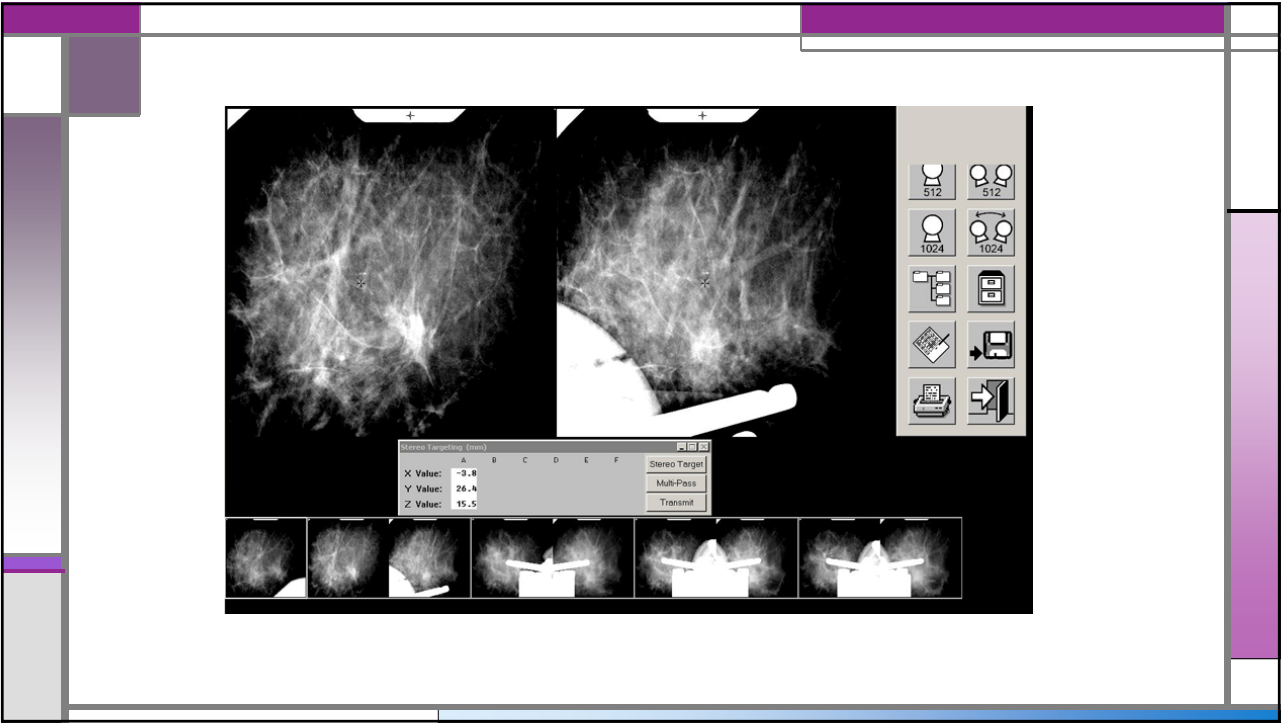 512 512
1024 1024
Stereo Targeting (mm)
A B C D E F
X Value: -3.8
Y Value: 26.4
Z Value: 15.5
Stereo Target
Multi-Pass
Transmit